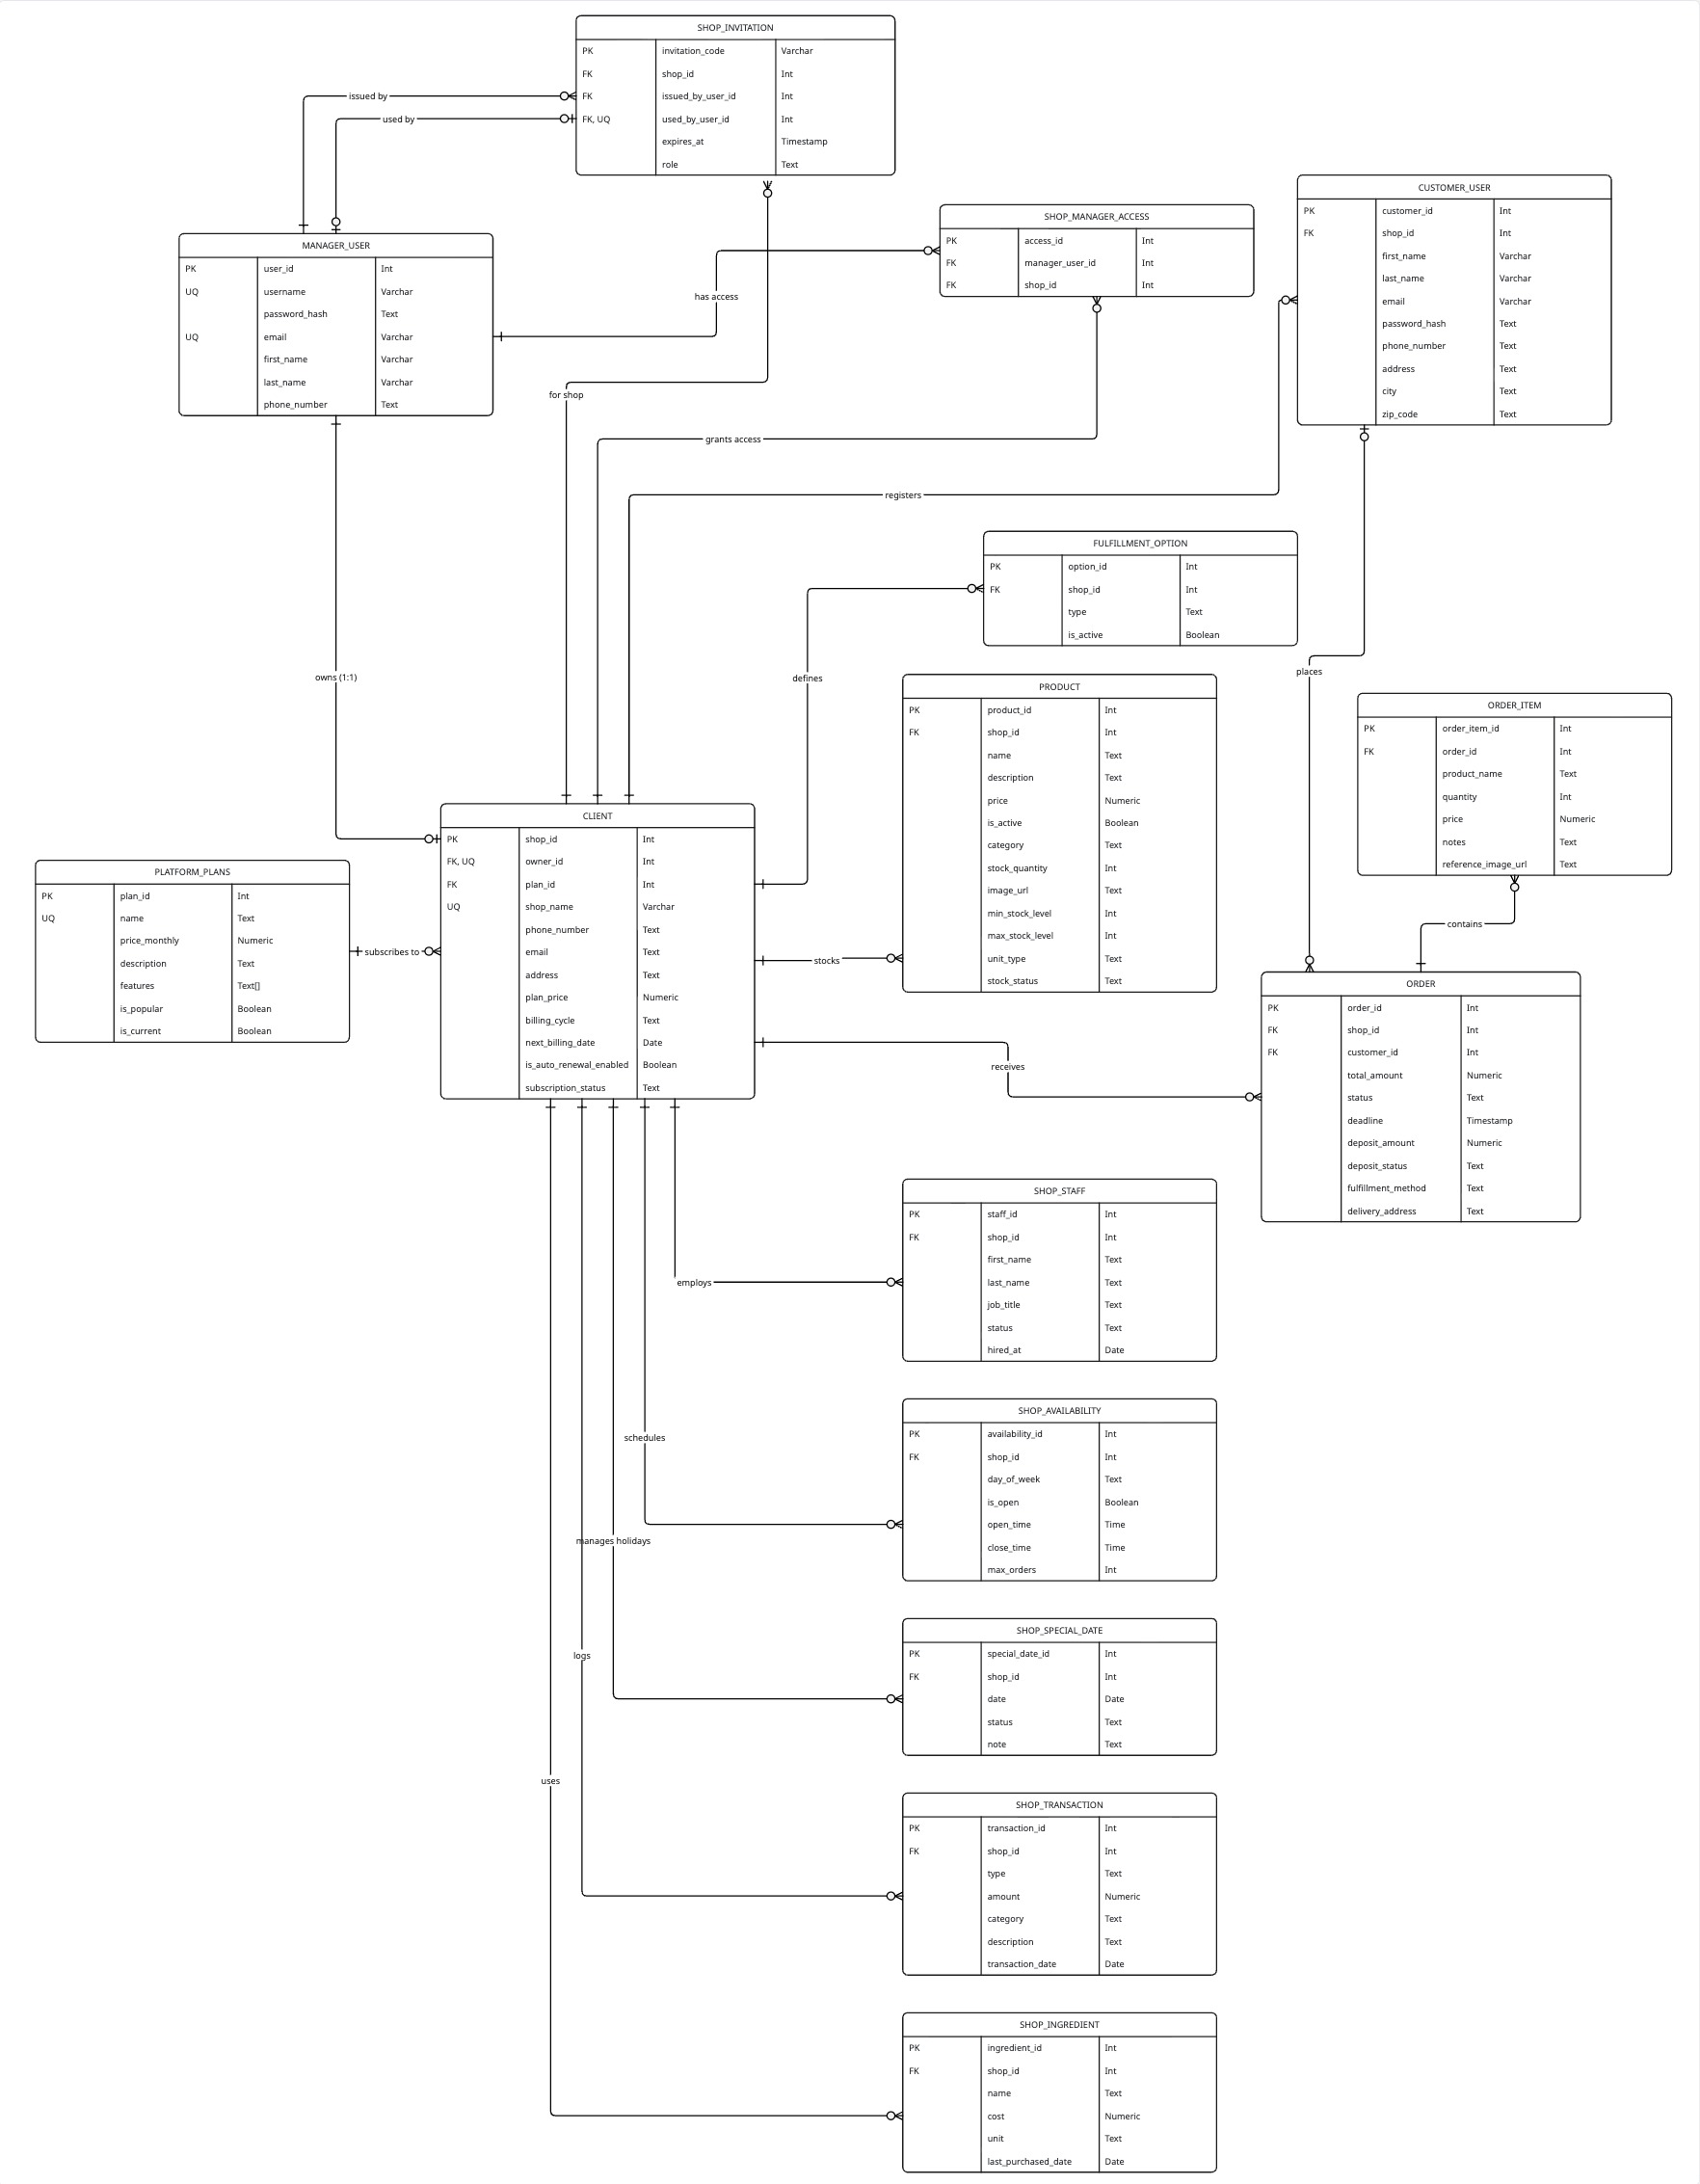 SHOP_INVITATION
PK invitation_code Varchar
FK shop_id Int
FK issued_by_user_id Int
FK, UQ used_by_user_id Int
expires_at Timestamp
role Text
issued by
used by
MANAGER_USER
PK user_id Int
UQ username Varchar
password_hash Text
UQ email Varchar
first_name Varchar
last_name Varchar
phone_number Text
SHOP_MANAGER_ACCESS
PK access_id Int
FK manager_user_id Int
FK shop_id Int
has access
CUSTOMER_USER
PK customer_id Int
FK shop_id Int
first_name Varchar
last_name Varchar
email Varchar
password_hash Text
phone_number Text
address Text
city Text
zip_code Text
for shop
grants access
registers
FULFILLMENT_OPTION
PK option_id Int
FK shop_id Int
type Text
is_active Boolean
owns (1:1)
defines
places
PRODUCT
PK product_id Int
FK shop_id Int
name Text
description Text
price Numeric
is_active Boolean
category Text
stock_quantity Int
image_url Text
min_stock_level Int
max_stock_level Int
unit_type Text
stock_status Text
ORDER_ITEM
PK order_item_id Int
FK order_id Int
product_name Text
quantity Int
price Numeric
notes Text
reference_image_url Text
contains
CLIENT
PK shop_id Int
FK, UQ owner_id Int
FK plan_id Int
UQ shop_name Varchar
phone_number Text
email Text
address Text
plan_price Numeric
billing_cycle Text
next_billing_date Date
is_auto_renewal_enabled Boolean
subscription_status Text
PLATFORM_PLANS
PK plan_id Int
UQ name Text
price_monthly Numeric
description Text
features Text[]
is_popular Boolean
is_current Boolean
subscribes to
stocks
receives
ORDER
PK order_id Int
FK shop_id Int
FK customer_id Int
total_amount Numeric
status Text
deadline Timestamp
deposit_amount Numeric
deposit_status Text
fulfillment_method Text
delivery_address Text
SHOP_STAFF
PK staff_id Int
FK shop_id Int
first_name Text
last_name Text
job_title Text
status Text
hired_at Date
employs
SHOP_AVAILABILITY
PK availability_id Int
FK shop_id Int
day_of_week Text
is_open Boolean
open_time Time
close_time Time
max_orders Int
schedules
manages holidays
SHOP_SPECIAL_DATE
PK special_date_id Int
FK shop_id Int
date Date
status Text
note Text
logs
uses
SHOP_TRANSACTION
PK transaction_id Int
FK shop_id Int
type Text
amount Numeric
category Text
description Text
transaction_date Date
SHOP_INGREDIENT
PK ingredient_id Int
FK shop_id Int
name Text
cost Numeric
unit Text
last_purchased_date Date